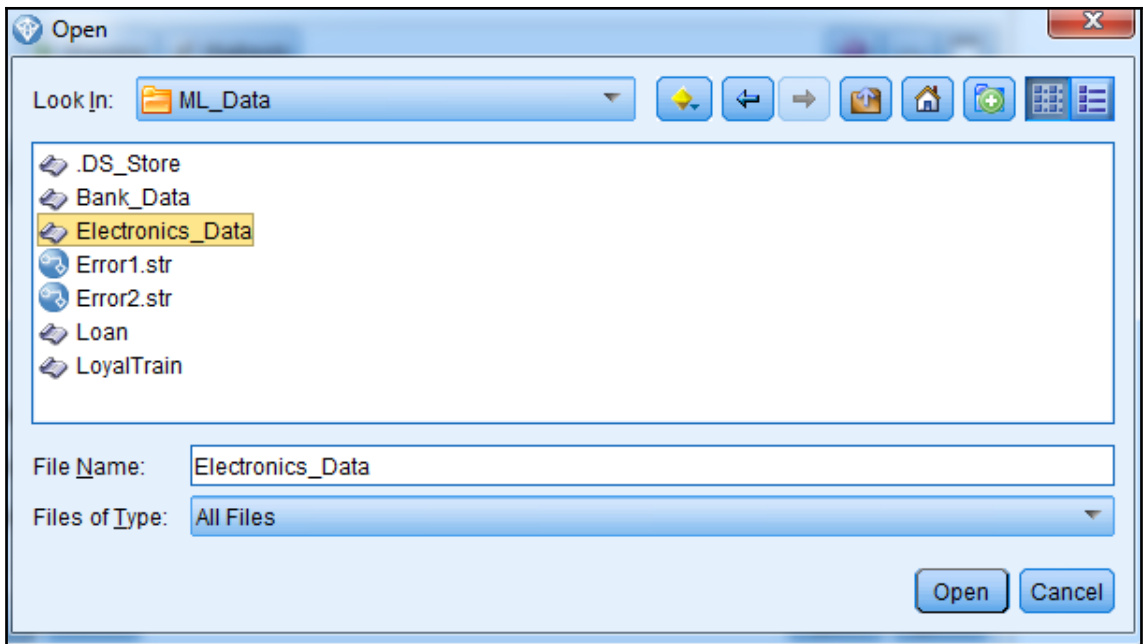 Open
Look In: ML_Data
.DS_Store
Bank_Data
Electronics_Data
Error1.str
Error2.str
Loan
LoyalTrain
File Name: Electronics_Data
Files of Type: All Files
Open Cancel